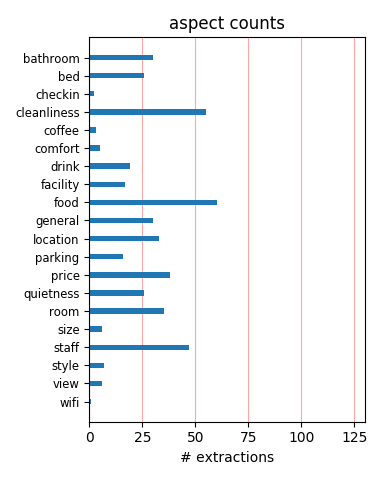 aspect counts
bathroom
bed
checkin
cleanliness
coffee
comfort
drink
facility
food
general
location
parking
price
quietness
room
size
staff
style
view
wifi
0 25 50 75 100 125
# extractions